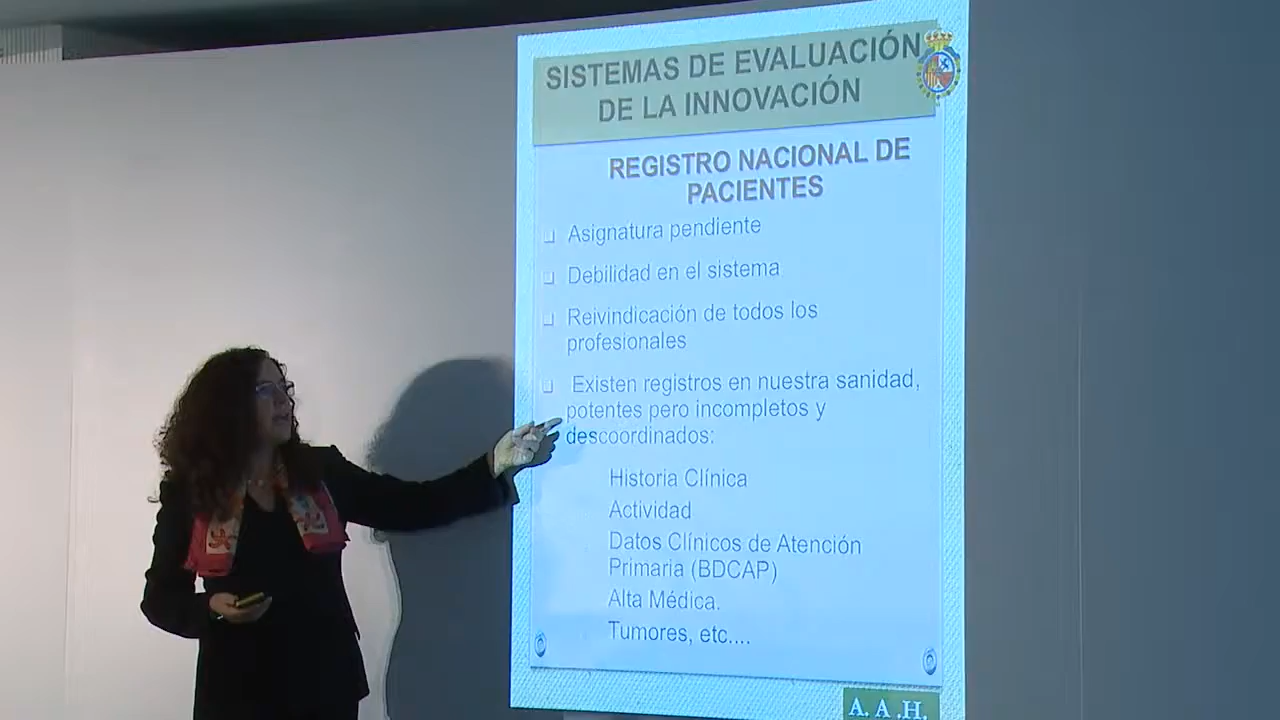 SISTEMAS DE EVALUACIÓN
DE LA INNOVACIÓN
REGISTRO NACIONAL DE
PACIENTES
Asignatura pendiente
Debilidad en el sistema
Reivindicación de todos los
profesionales
Existen registros en nuestra sanidad,
potentes pero incompletos y
descoordinados:
Historia Clínica
Actividad
Datos Clínicos de Atención
Primaria (BDCAP)
Alta Médica.
Tumores, etc....
A. A .H.